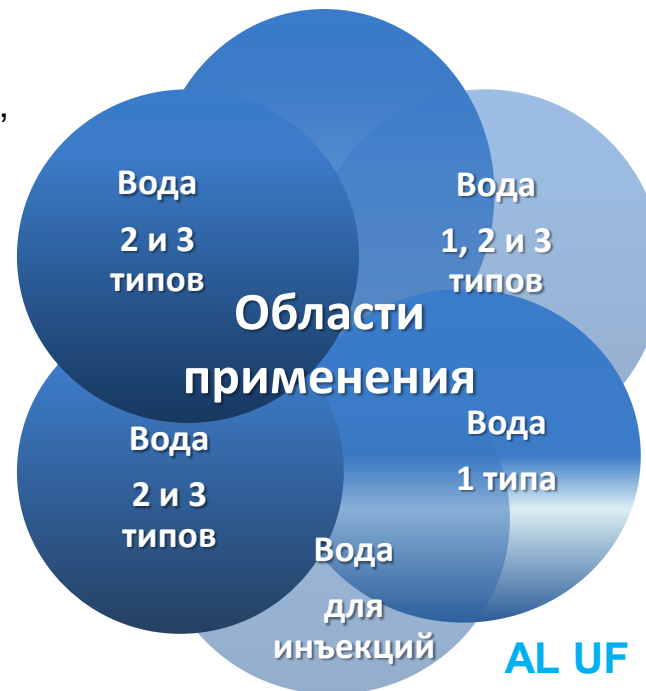 ,
Вода
2 и 3
типов
Вода
1, 2 и 3
типов
Области
применения
Вода
2 и 3
типов
Вода
1 типа
Вода
для
инъекций
AL UF